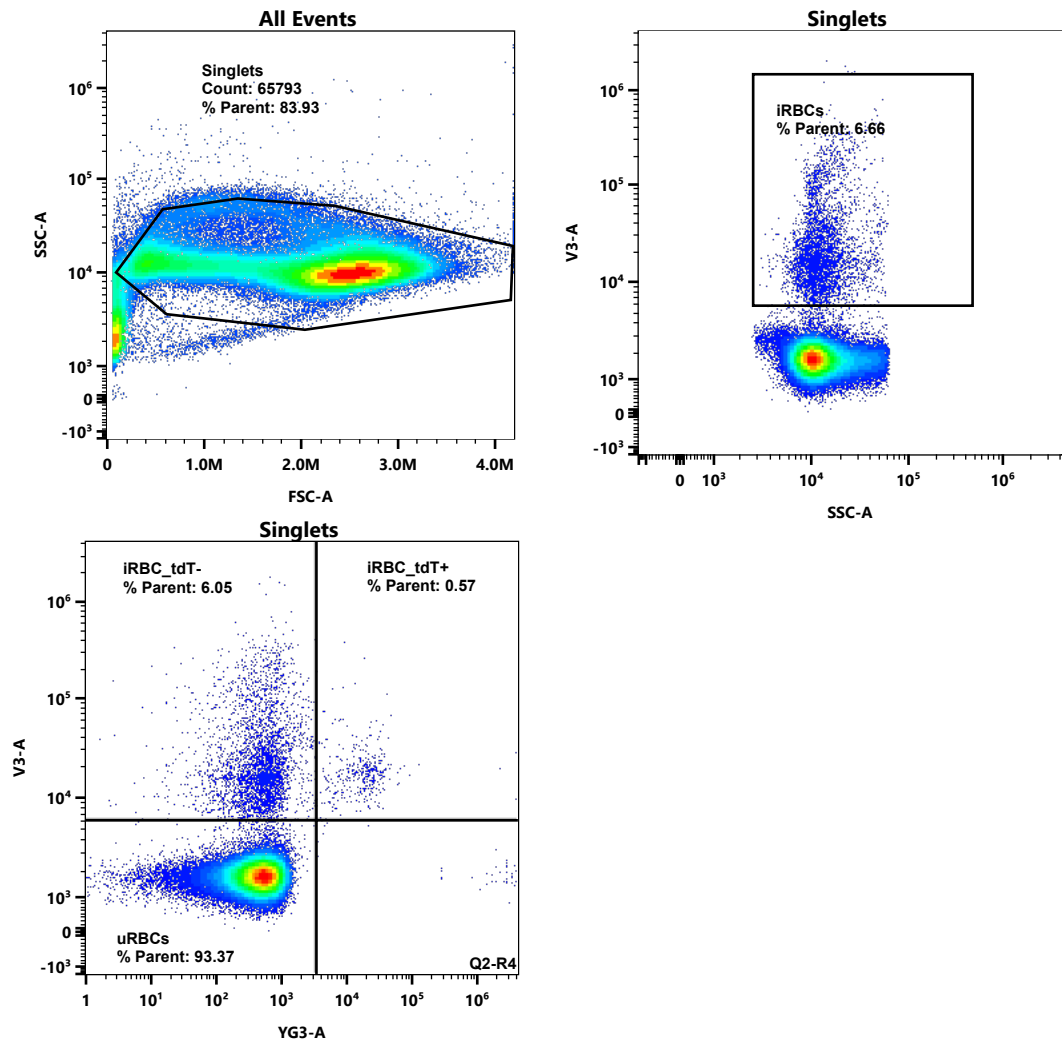 All Events
Singlets
Count: 65793
% Parent: 83.93
10⁶
10⁵
10⁴
10³
0
-10³
SSC-A
0
1.0M
2.0M
3.0M
4.0M
FSC-A
Singlets
iRBCs
% Parent: 6.66
10⁶
10⁵
10⁴
10³
0
-10³
V3-A
0
10³
10⁴
10⁵
10⁶
SSC-A
Singlets
iRBC_tdT-
% Parent: 6.05
iRBC_tdT+
% Parent: 0.57
10⁶
10⁵
10⁴
10³
0
-10³
V3-A
uRBCs
% Parent: 93.37
Q2-R4
1
10¹
10²
10³
10⁴
10⁵
10⁶
YG3-A